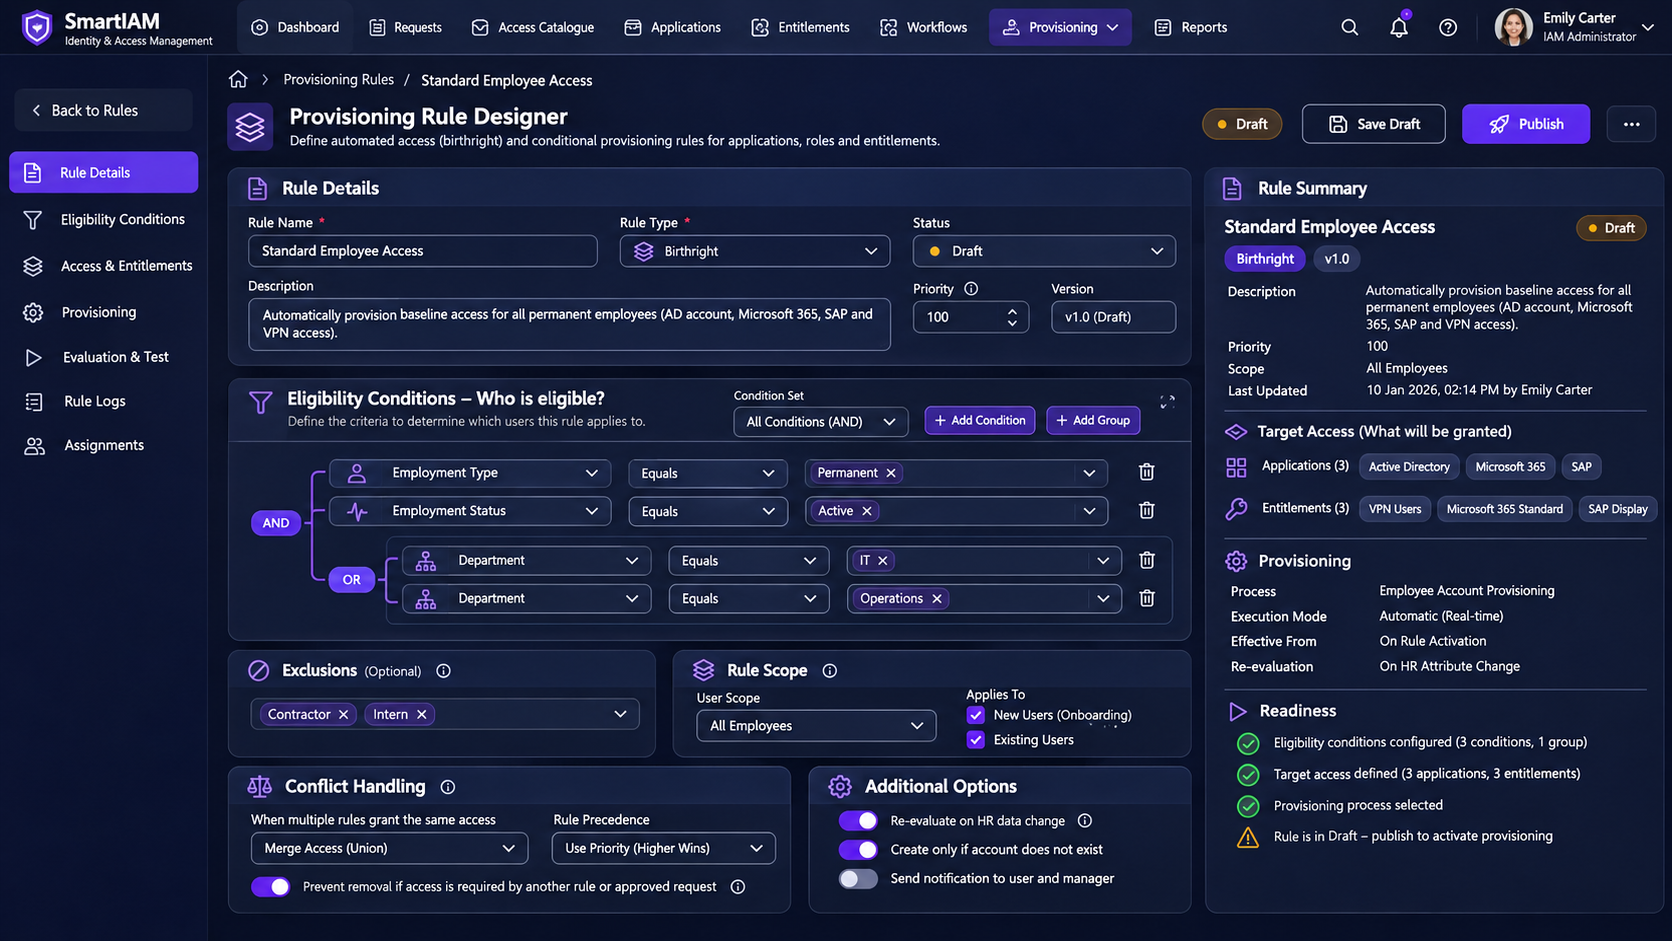 SmartIAM
Identity & Access Management
Dashboard
Requests
Access Catalogue
Applications
Entitlements
Workflows
Provisioning
Reports
Emily Carter
IAM Administrator
Back to Rules
Rule Details
Eligibility Conditions
Access & Entitlements
Provisioning
Evaluation & Test
Rule Logs
Assignments
Provisioning Rules / Standard Employee Access
Provisioning Rule Designer
Define automated access (birthright) and conditional provisioning rules for applications, roles and entitlements.
Draft
Save Draft
Publish
Rule Details
Rule Name *
Standard Employee Access
Rule Type *
Birthright
Status
Draft
Description
Automatically provision baseline access for all permanent employees (AD account, Microsoft 365, SAP and
VPN access).
Priority
100
Version
v1.0 (Draft)
Eligibility Conditions – Who is eligible?
Define the criteria to determine which users this rule applies to.
Condition Set
All Conditions (AND)
+ Add Condition
+ Add Group
AND
Employment Type
Equals
Permanent ×
Employment Status
Equals
Active ×
OR
Department
Equals
IT ×
Department
Equals
Operations ×
Exclusions (Optional)
Contractor ×
Intern ×
Rule Scope
User Scope
All Employees
Applies To
New Users (Onboarding)
Existing Users
Conflict Handling
When multiple rules grant the same access
Merge Access (Union)
Rule Precedence
Use Priority (Higher Wins)
Prevent removal if access is required by another rule or approved request
Additional Options
Re-evaluate on HR data change
Create only if account does not exist
Send notification to user and manager
Rule Summary
Standard Employee Access
Draft
Birthright
v1.0
Description
Automatically provision baseline access for all
permanent employees (AD account, Microsoft
365, SAP and VPN access).
Priority
100
Scope
All Employees
Last Updated
10 Jan 2026, 02:14 PM by Emily Carter
Target Access (What will be granted)
Applications (3)
Active Directory
Microsoft 365
SAP
Entitlements (3)
VPN Users
Microsoft 365 Standard
SAP Display
Provisioning
Process
Employee Account Provisioning
Execution Mode
Automatic (Real-time)
Effective From
On Rule Activation
Re-evaluation
On HR Attribute Change
Readiness
Eligibility conditions configured (3 conditions, 1 group)
Target access defined (3 applications, 3 entitlements)
Provisioning process selected
Rule is in Draft – publish to activate provisioning